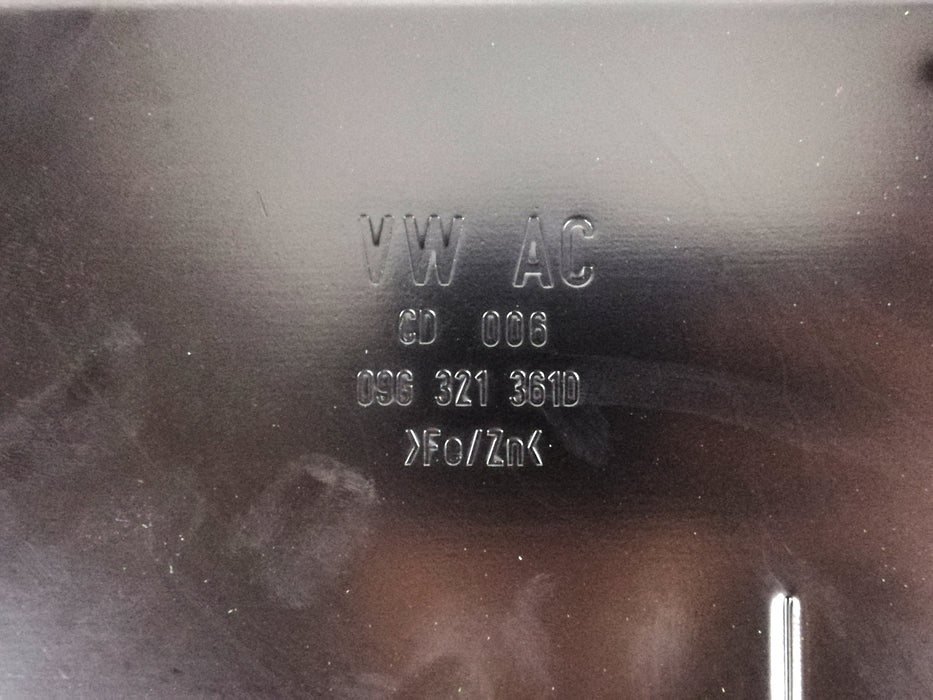 VW AC
CD 006
09G 321 361D
>Fe/Zn<